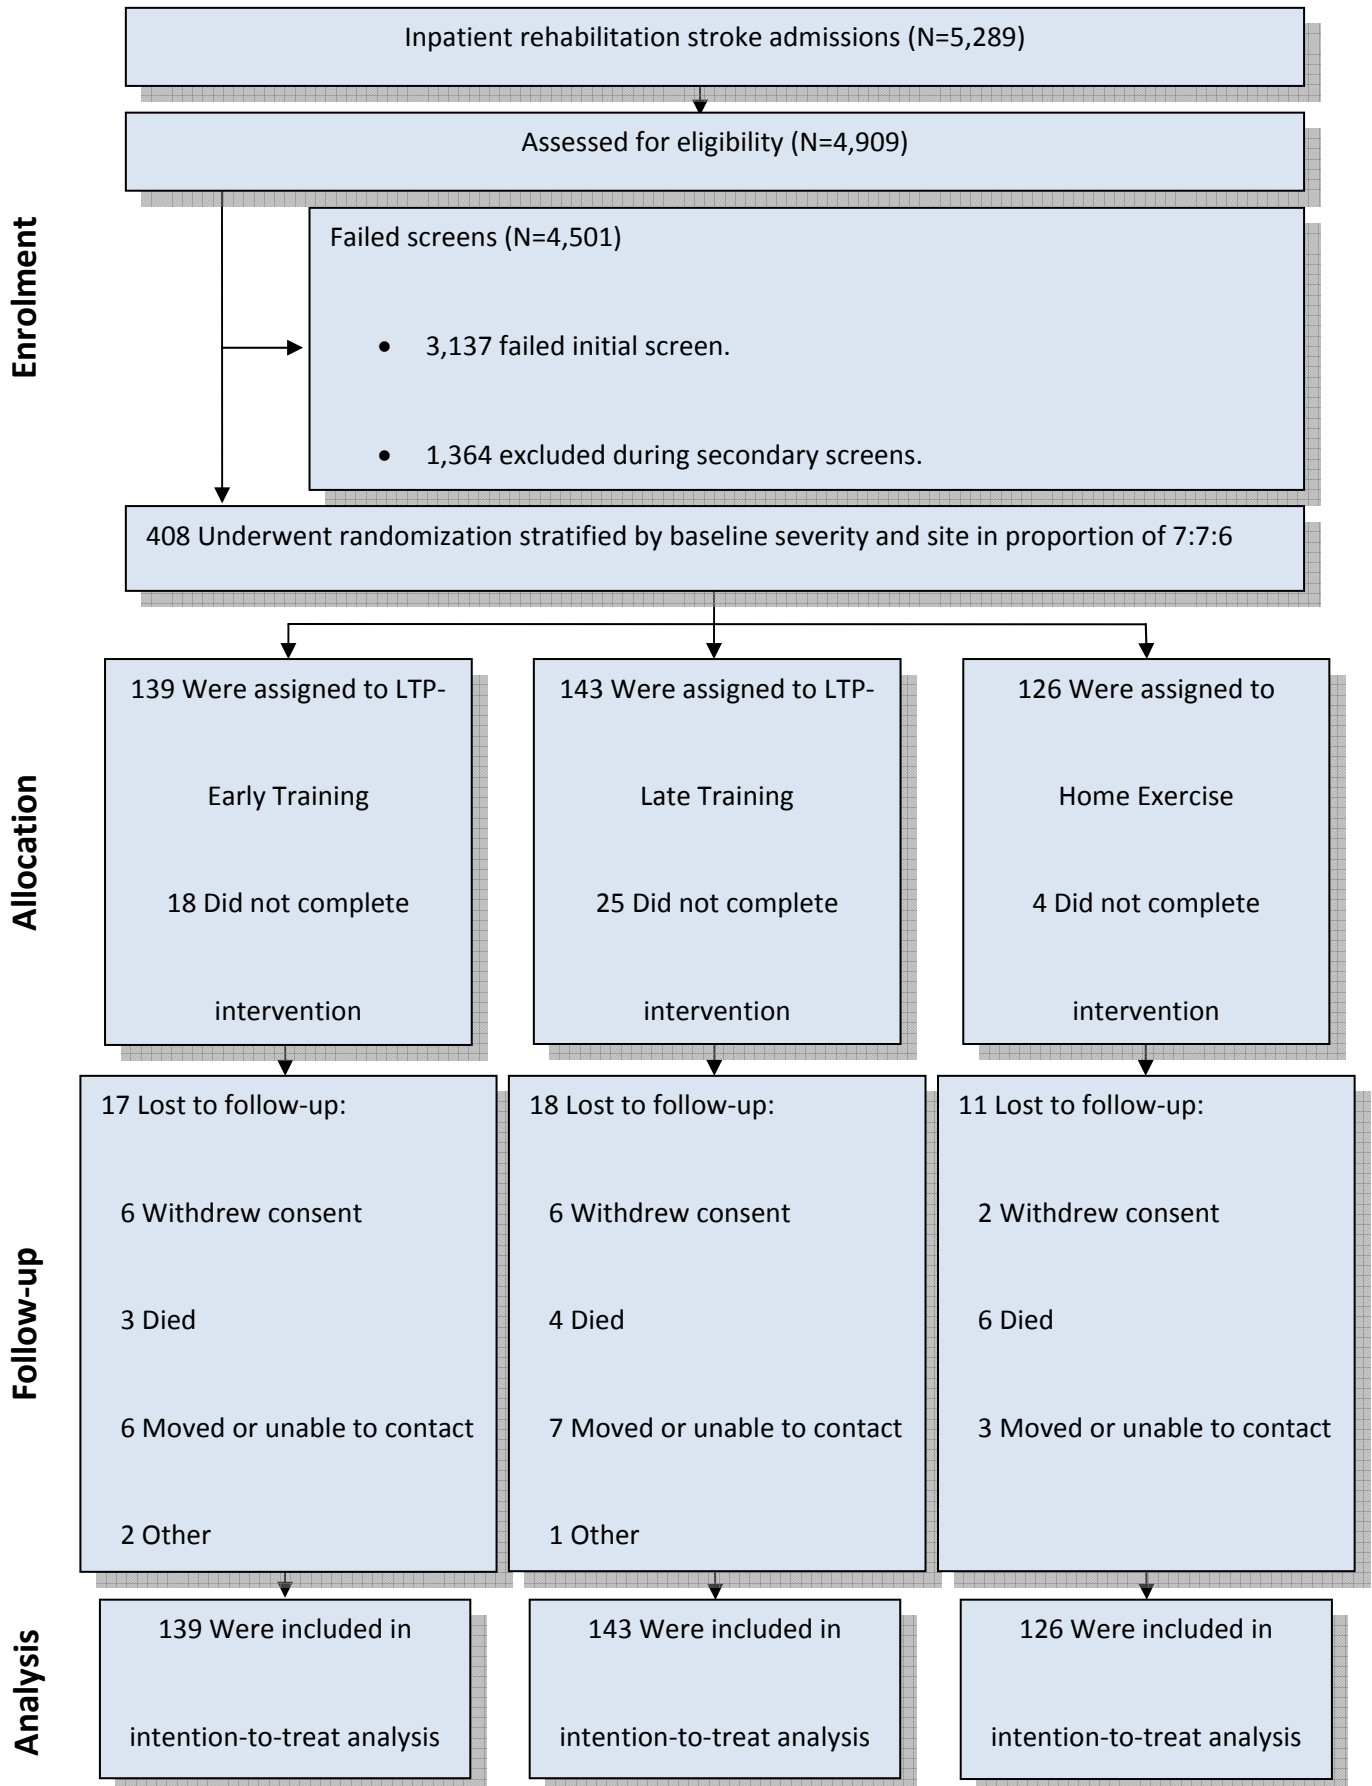 Inpatient rehabilitation stroke admissions (N=5,289)
Assessed for eligibility (N=4,909)
Enrolment
Failed screens (N=4,501)
• 3,137 failed initial screen.
• 1,364 excluded during secondary screens.
408 Underwent randomization stratified by baseline severity and site in proportion of 7:7:6
Allocation
139 Were assigned to LTP-
Early Training
18 Did not complete
intervention
143 Were assigned to LTP-
Late Training
25 Did not complete
intervention
126 Were assigned to
Home Exercise
4 Did not complete
intervention
Follow-up
17 Lost to follow-up:
6 Withdrew consent
3 Died
6 Moved or unable to contact
2 Other
18 Lost to follow-up:
6 Withdrew consent
4 Died
7 Moved or unable to contact
1 Other
11 Lost to follow-up:
2 Withdrew consent
6 Died
3 Moved or unable to contact
Analysis
139 Were included in
intention-to-treat analysis
143 Were included in
intention-to-treat analysis
126 Were included in
intention-to-treat analysis